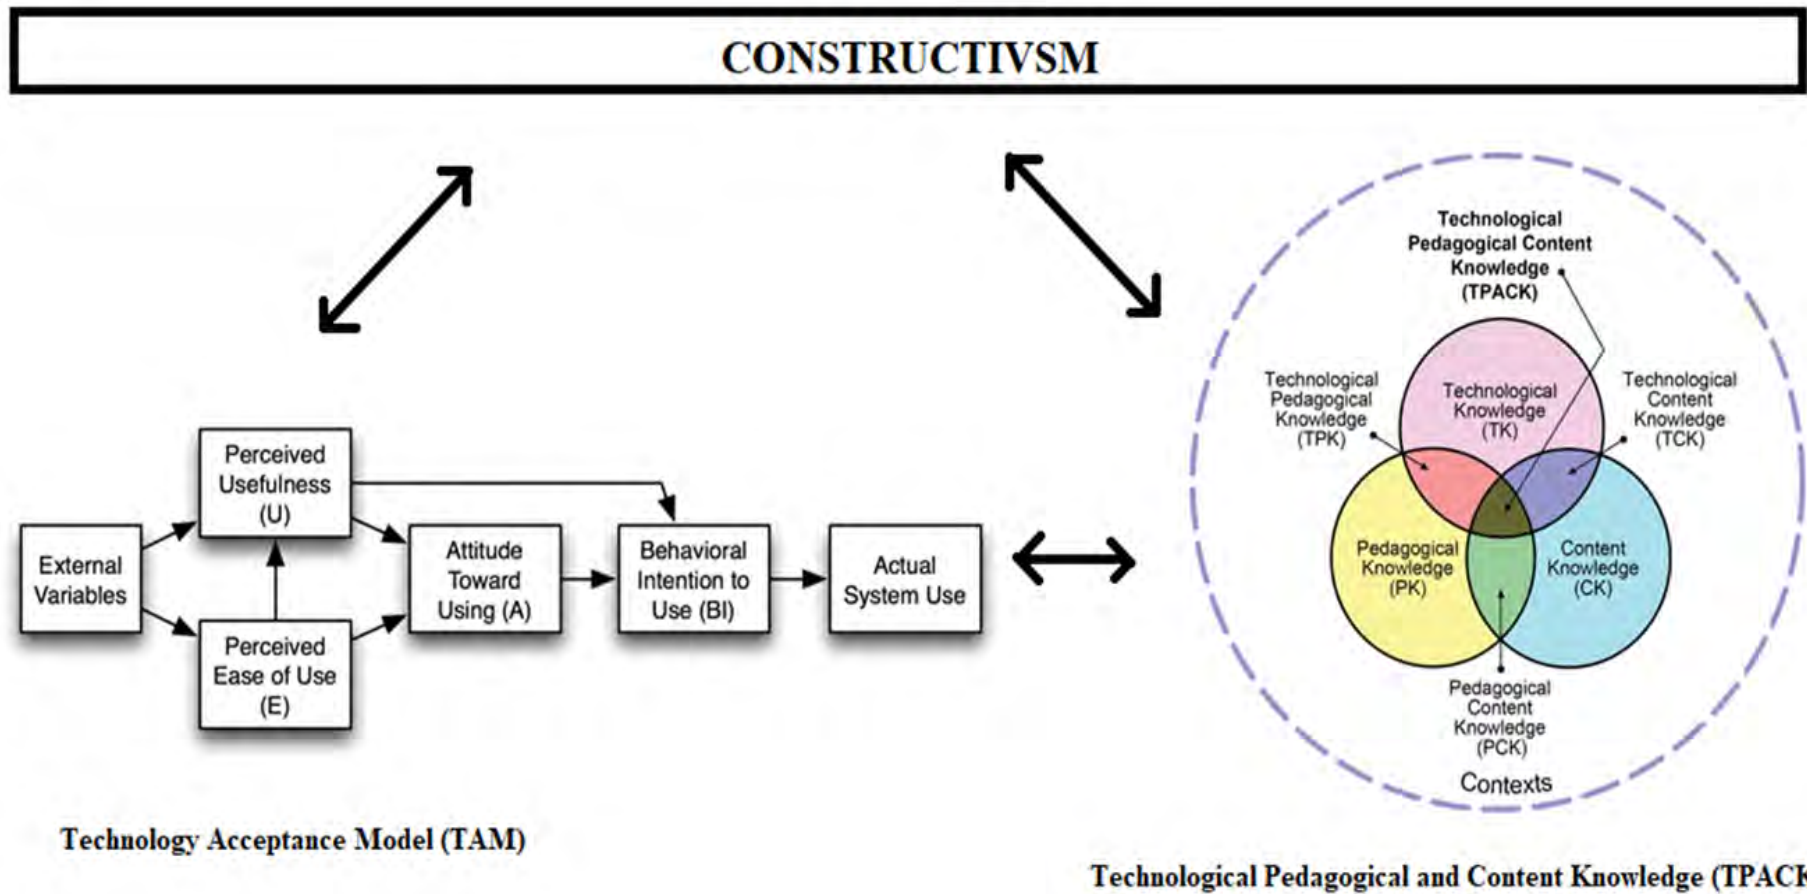 CONSTRUCTIVSM
Technological
Pedagogical Content
Knowledge
(TPACK)
Technological
Pedagogical
Knowledge
(TPK)
Technological
Knowledge
(TK)
Technological
Content
Knowledge
(TCK)
Pedagogical
Knowledge
(PK)
Content
Knowledge
(CK)
Pedagogical
Content
Knowledge
(PCK)
Contexts
Perceived
Usefulness
(U)
External
Variables
Perceived
Ease of Use
(E)
Attitude
Toward
Using (A)
Behavioral
Intention to
Use (BI)
Actual
System Use
Technology Acceptance Model (TAM)
Technological Pedagogical and Content Knowledge (TPACK